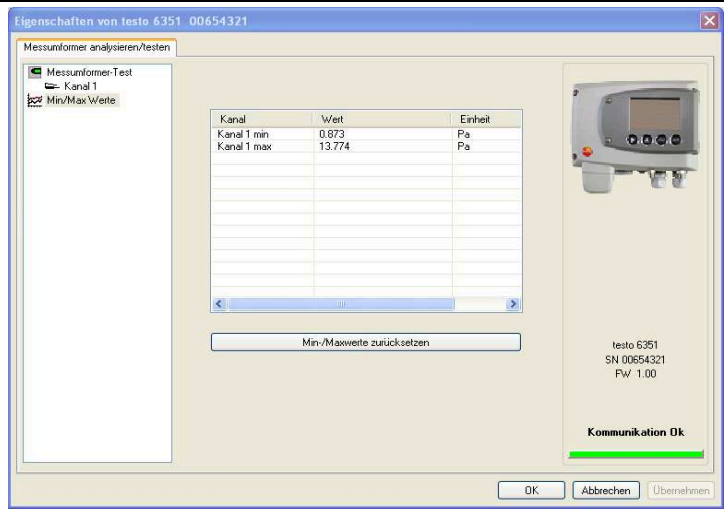 Eigenschaften von testo 6351 00654321
Messumformer analysieren/testen
Messumformer-Test
Kanal 1
Min/Max Werte
Kanal Wert Einheit
Kanal 1 min 0.873 Pa
Kanal 1 max 13.774 Pa
Min-/Maxwerte zurücksetzen
testo 6351
SN 00654321
FW 1.00
Kommunikation Ok
OK Abbrechen Übernehmen